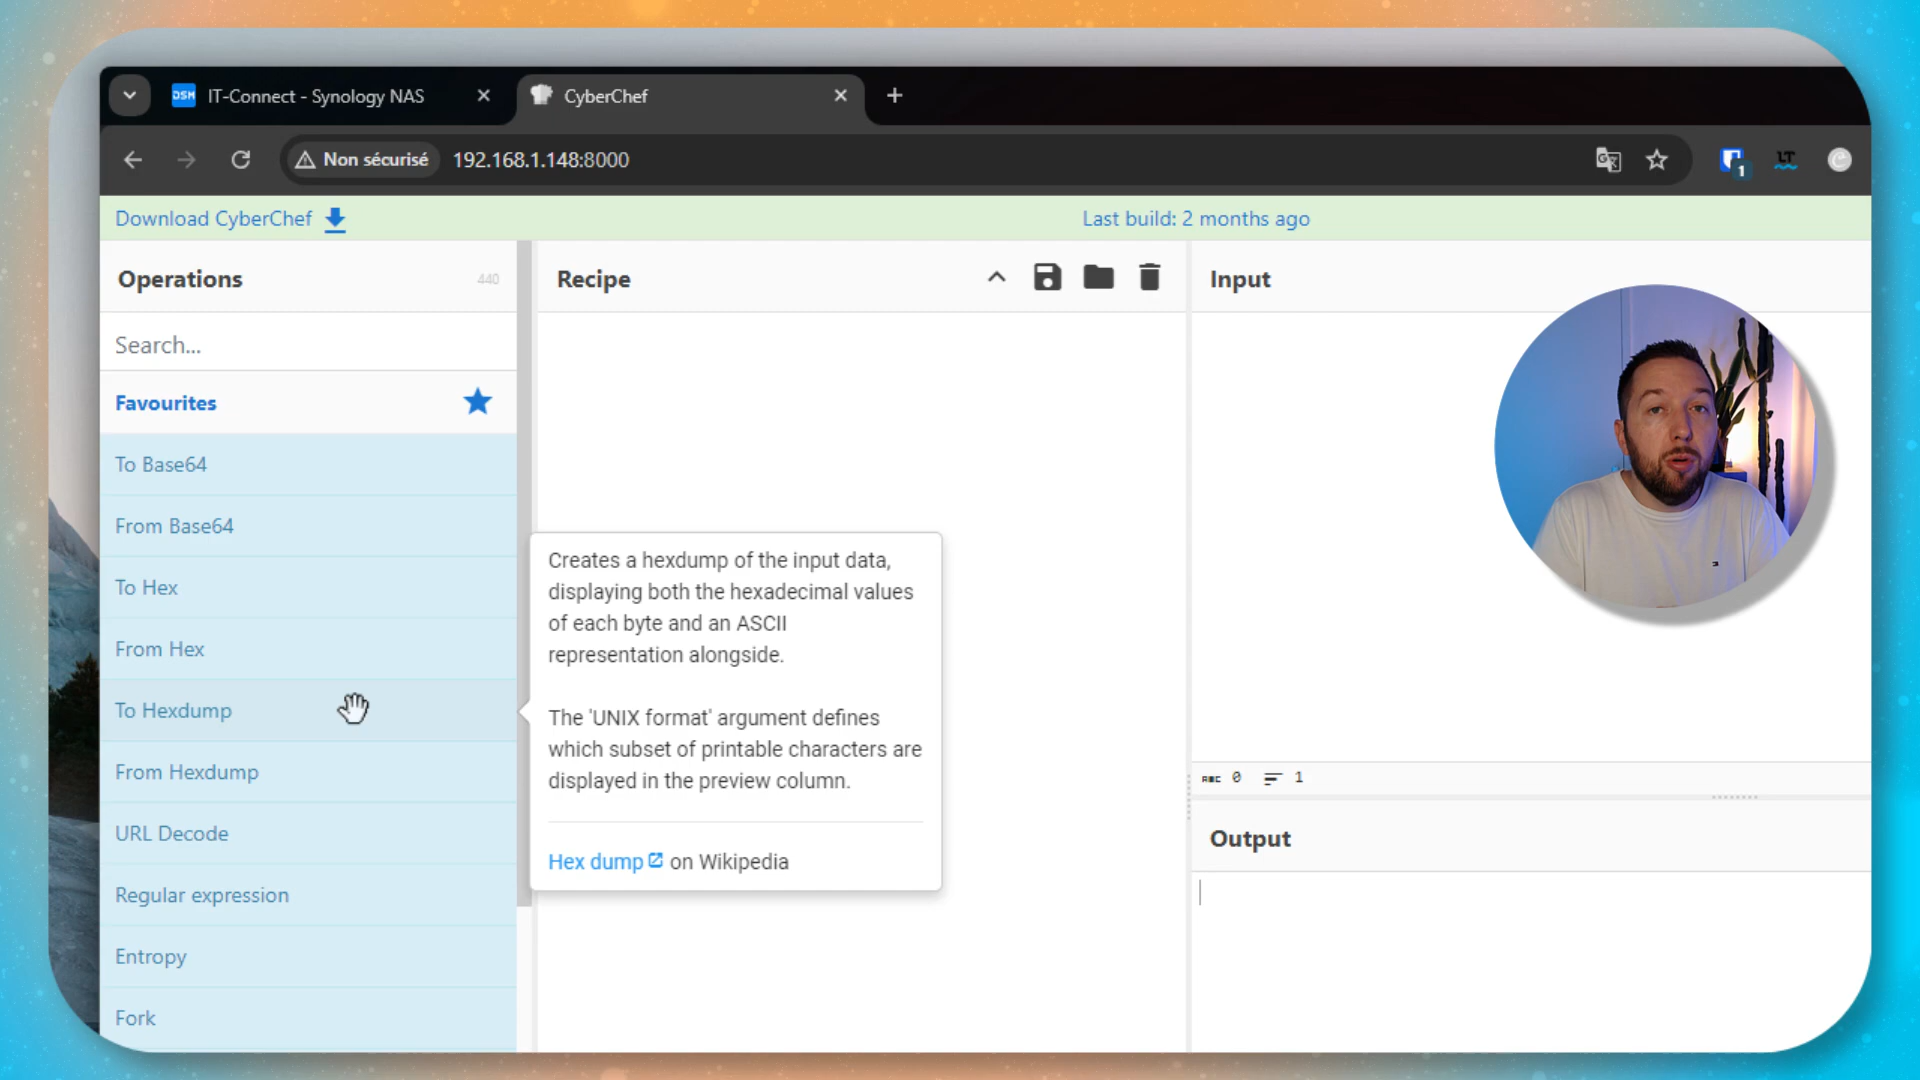 DSM IT-Connect - Synology NAS
CyberChef
Non sécurisé 192.168.1.148:8000
1
LT
Download CyberChef
Last build: 2 months ago
Operations 440
Recipe
Input
Search...
Favourites
To Base64
From Base64
To Hex
From Hex
To Hexdump
From Hexdump
URL Decode
Regular expression
Entropy
Fork
Creates a hexdump of the input data,
displaying both the hexadecimal values
of each byte and an ASCII
representation alongside.
The 'UNIX format' argument defines
which subset of printable characters are
displayed in the preview column.
Hex dump on Wikipedia
ABC 0 1
Output